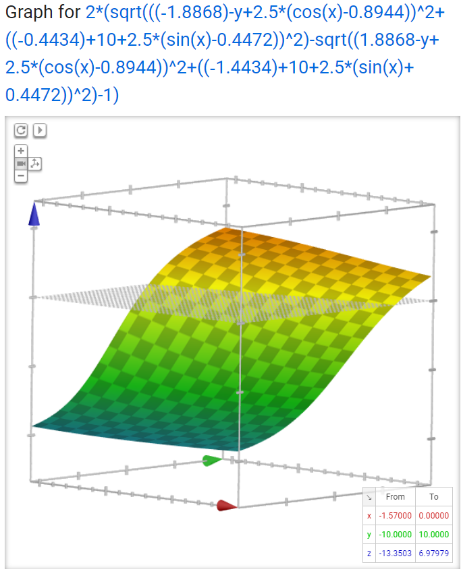 Graph for 2*(sqrt(((-1.8868)-y+2.5*(cos(x)-0.8944))^2+
((-0.4434)+10+2.5*(sin(x)-0.4472))^2)-sqrt((1.8868-y+
2.5*(cos(x)-0.8944))^2+((-1.4434)+10+2.5*(sin(x)+
0.4472))^2)-1)
From To
x -1.57000 0.00000
y -10.0000 10.0000
z -13.3503 6.97979